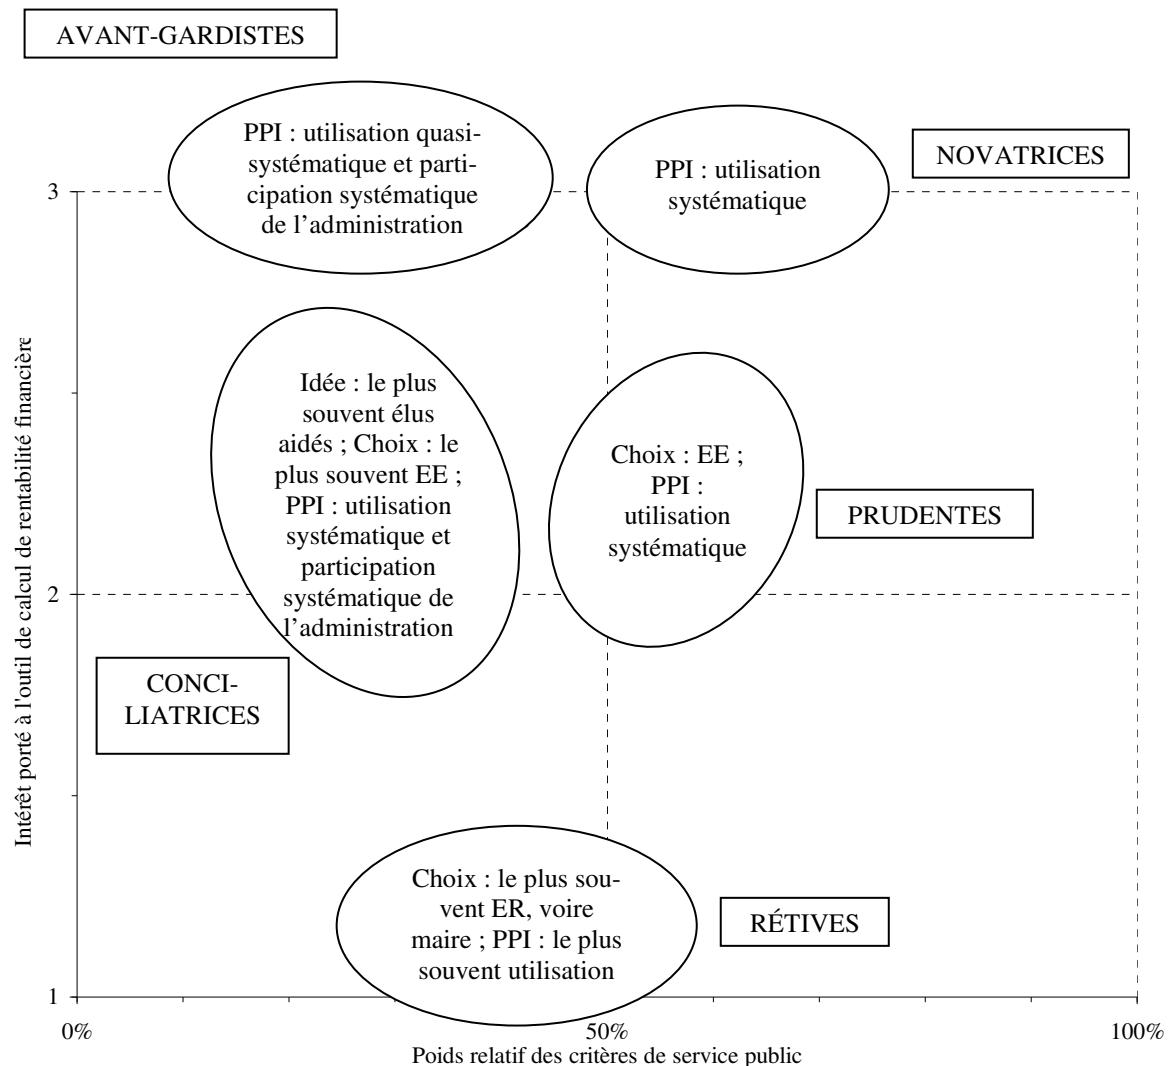 AVANT-GARDISTES
PPI : utilisation quasi-
systématique et parti-
cipation systématique
de l’administration
PPI : utilisation
systématique
NOVATRICES
3
Idée : le plus
souvent élus
aidés ; Choix : le
plus souvent EE ;
PPI : utilisation
systématique et
participation
systématique de
l’administration
Choix : EE ;
PPI :
utilisation
systématique
PRUDENTES
2
CONCI-
LIATRICES
Intérêt porté à l'outil de calcul de rentabilité financière
Choix : le plus sou-
vent ER, voire
maire ; PPI : le plus
souvent utilisation
RÉTIVES
1
0%
50%
100%
Poids relatif des critères de service public